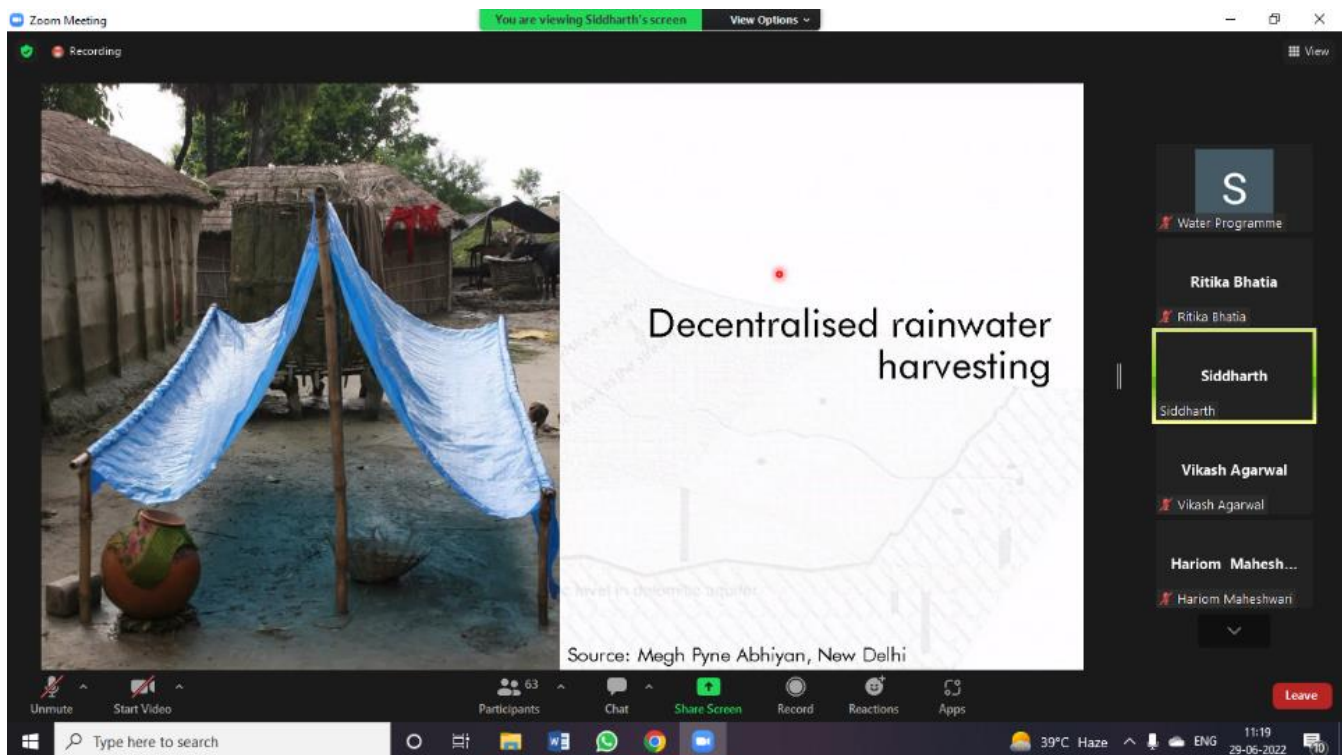 Zoom Meeting
You are viewing Siddharth's screen
View Options
Recording
View
Decentralised rainwater
harvesting
Source: Megh Pyne Abhiyan, New Delhi
S
Water Programme
Ritika Bhatia
Ritika Bhatia
Siddharth
Siddharth
Vikash Agarwal
Vikash Agarwal
Hariom Mahesh...
Hariom Maheshwari
Unmute
Start Video
63
Participants
Chat
Share Screen
Record
Reactions
Apps
Leave
Type here to search
39°C Haze
ENG
11:19
29-06-2022